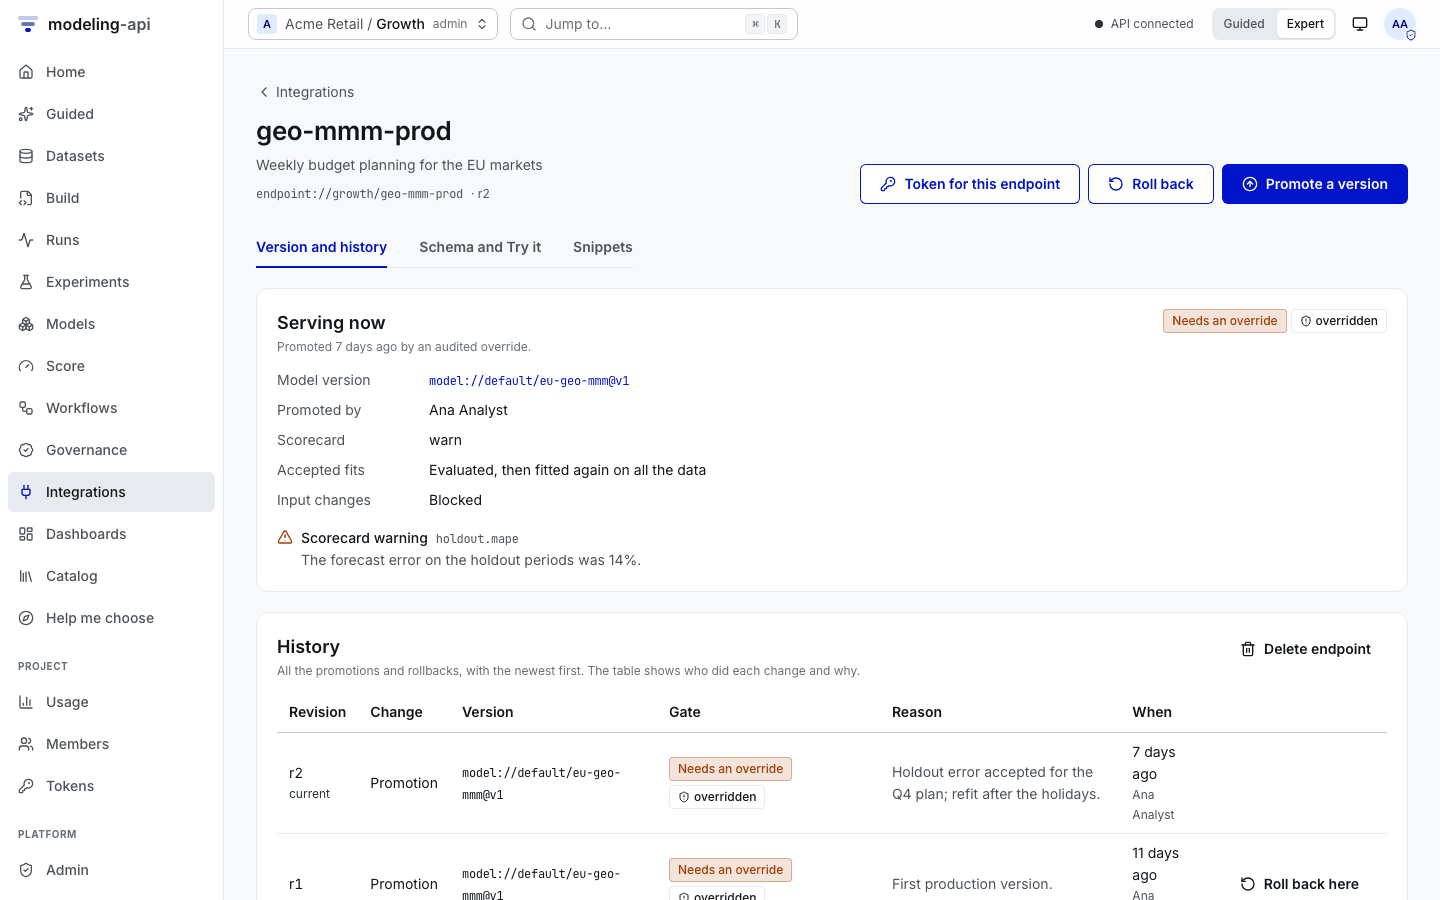 modeling-api
A Acme Retail / Growth admin
Jump to...
⌘ K
API connected
Guided Expert
AA
Home
Guided
Datasets
Build
Runs
Experiments
Models
Score
Workflows
Governance
Integrations
Dashboards
Catalog
Help me choose
PROJECT
Usage
Members
Tokens
PLATFORM
Admin
Integrations
geo-mmm-prod
Weekly budget planning for the EU markets
endpoint://growth/geo-mmm-prod · r2
Token for this endpoint
Roll back
Promote a version
Version and history
Schema and Try it
Snippets
Serving now
Needs an override
overridden
Promoted 7 days ago by an audited override.
Model version model://default/eu-geo-mmm@v1
Promoted by Ana Analyst
Scorecard warn
Accepted fits Evaluated, then fitted again on all the data
Input changes Blocked
Scorecard warning holdout.mape
The forecast error on the holdout periods was 14%.
History
Delete endpoint
All the promotions and rollbacks, with the newest first. The table shows who did each change and why.
Revision Change Version Gate Reason When
r2
current
Promotion
model://default/eu-geo-
mmm@v1
Needs an override
overridden
Holdout error accepted for the
Q4 plan; refit after the holidays.
7 days
ago
Ana
Analyst
r1
Promotion
model://default/eu-geo-
mmm@v1
Needs an override
overridden
First production version.
11 days
ago
Ana
Roll back here